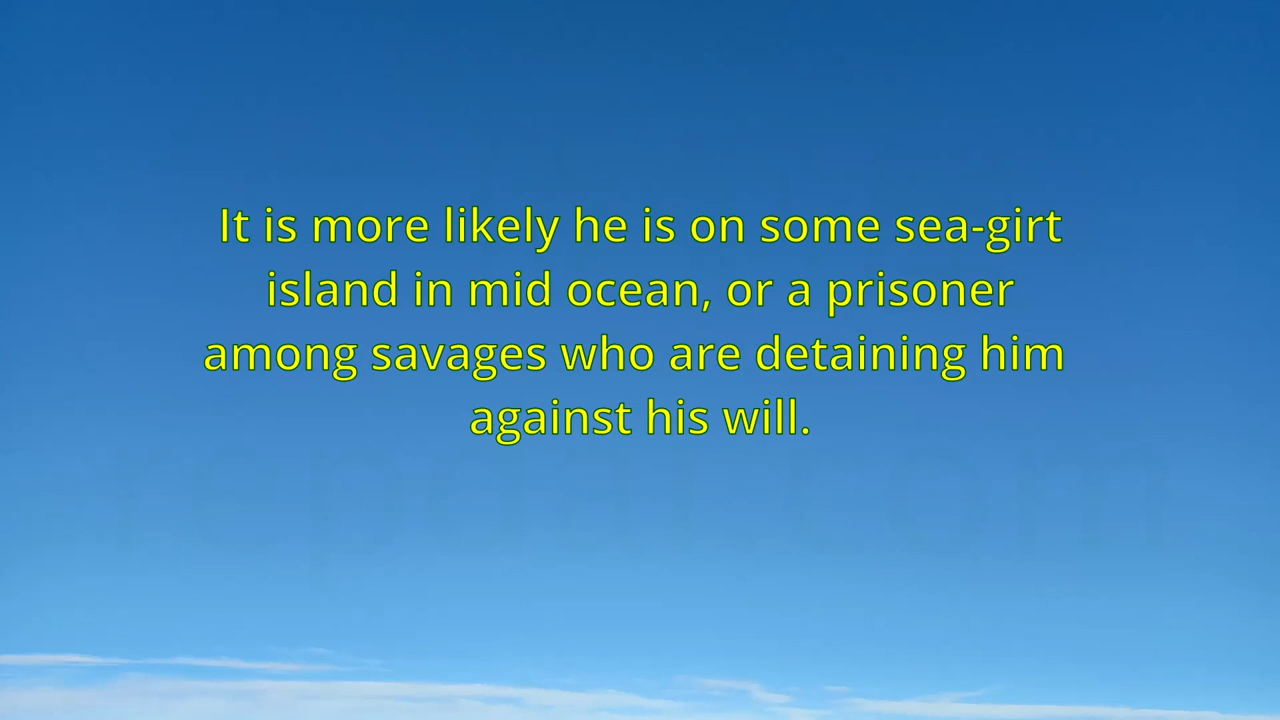 It is more likely he is on some sea-girt
island in mid ocean, or a prisoner
among savages who are detaining him
against his will.